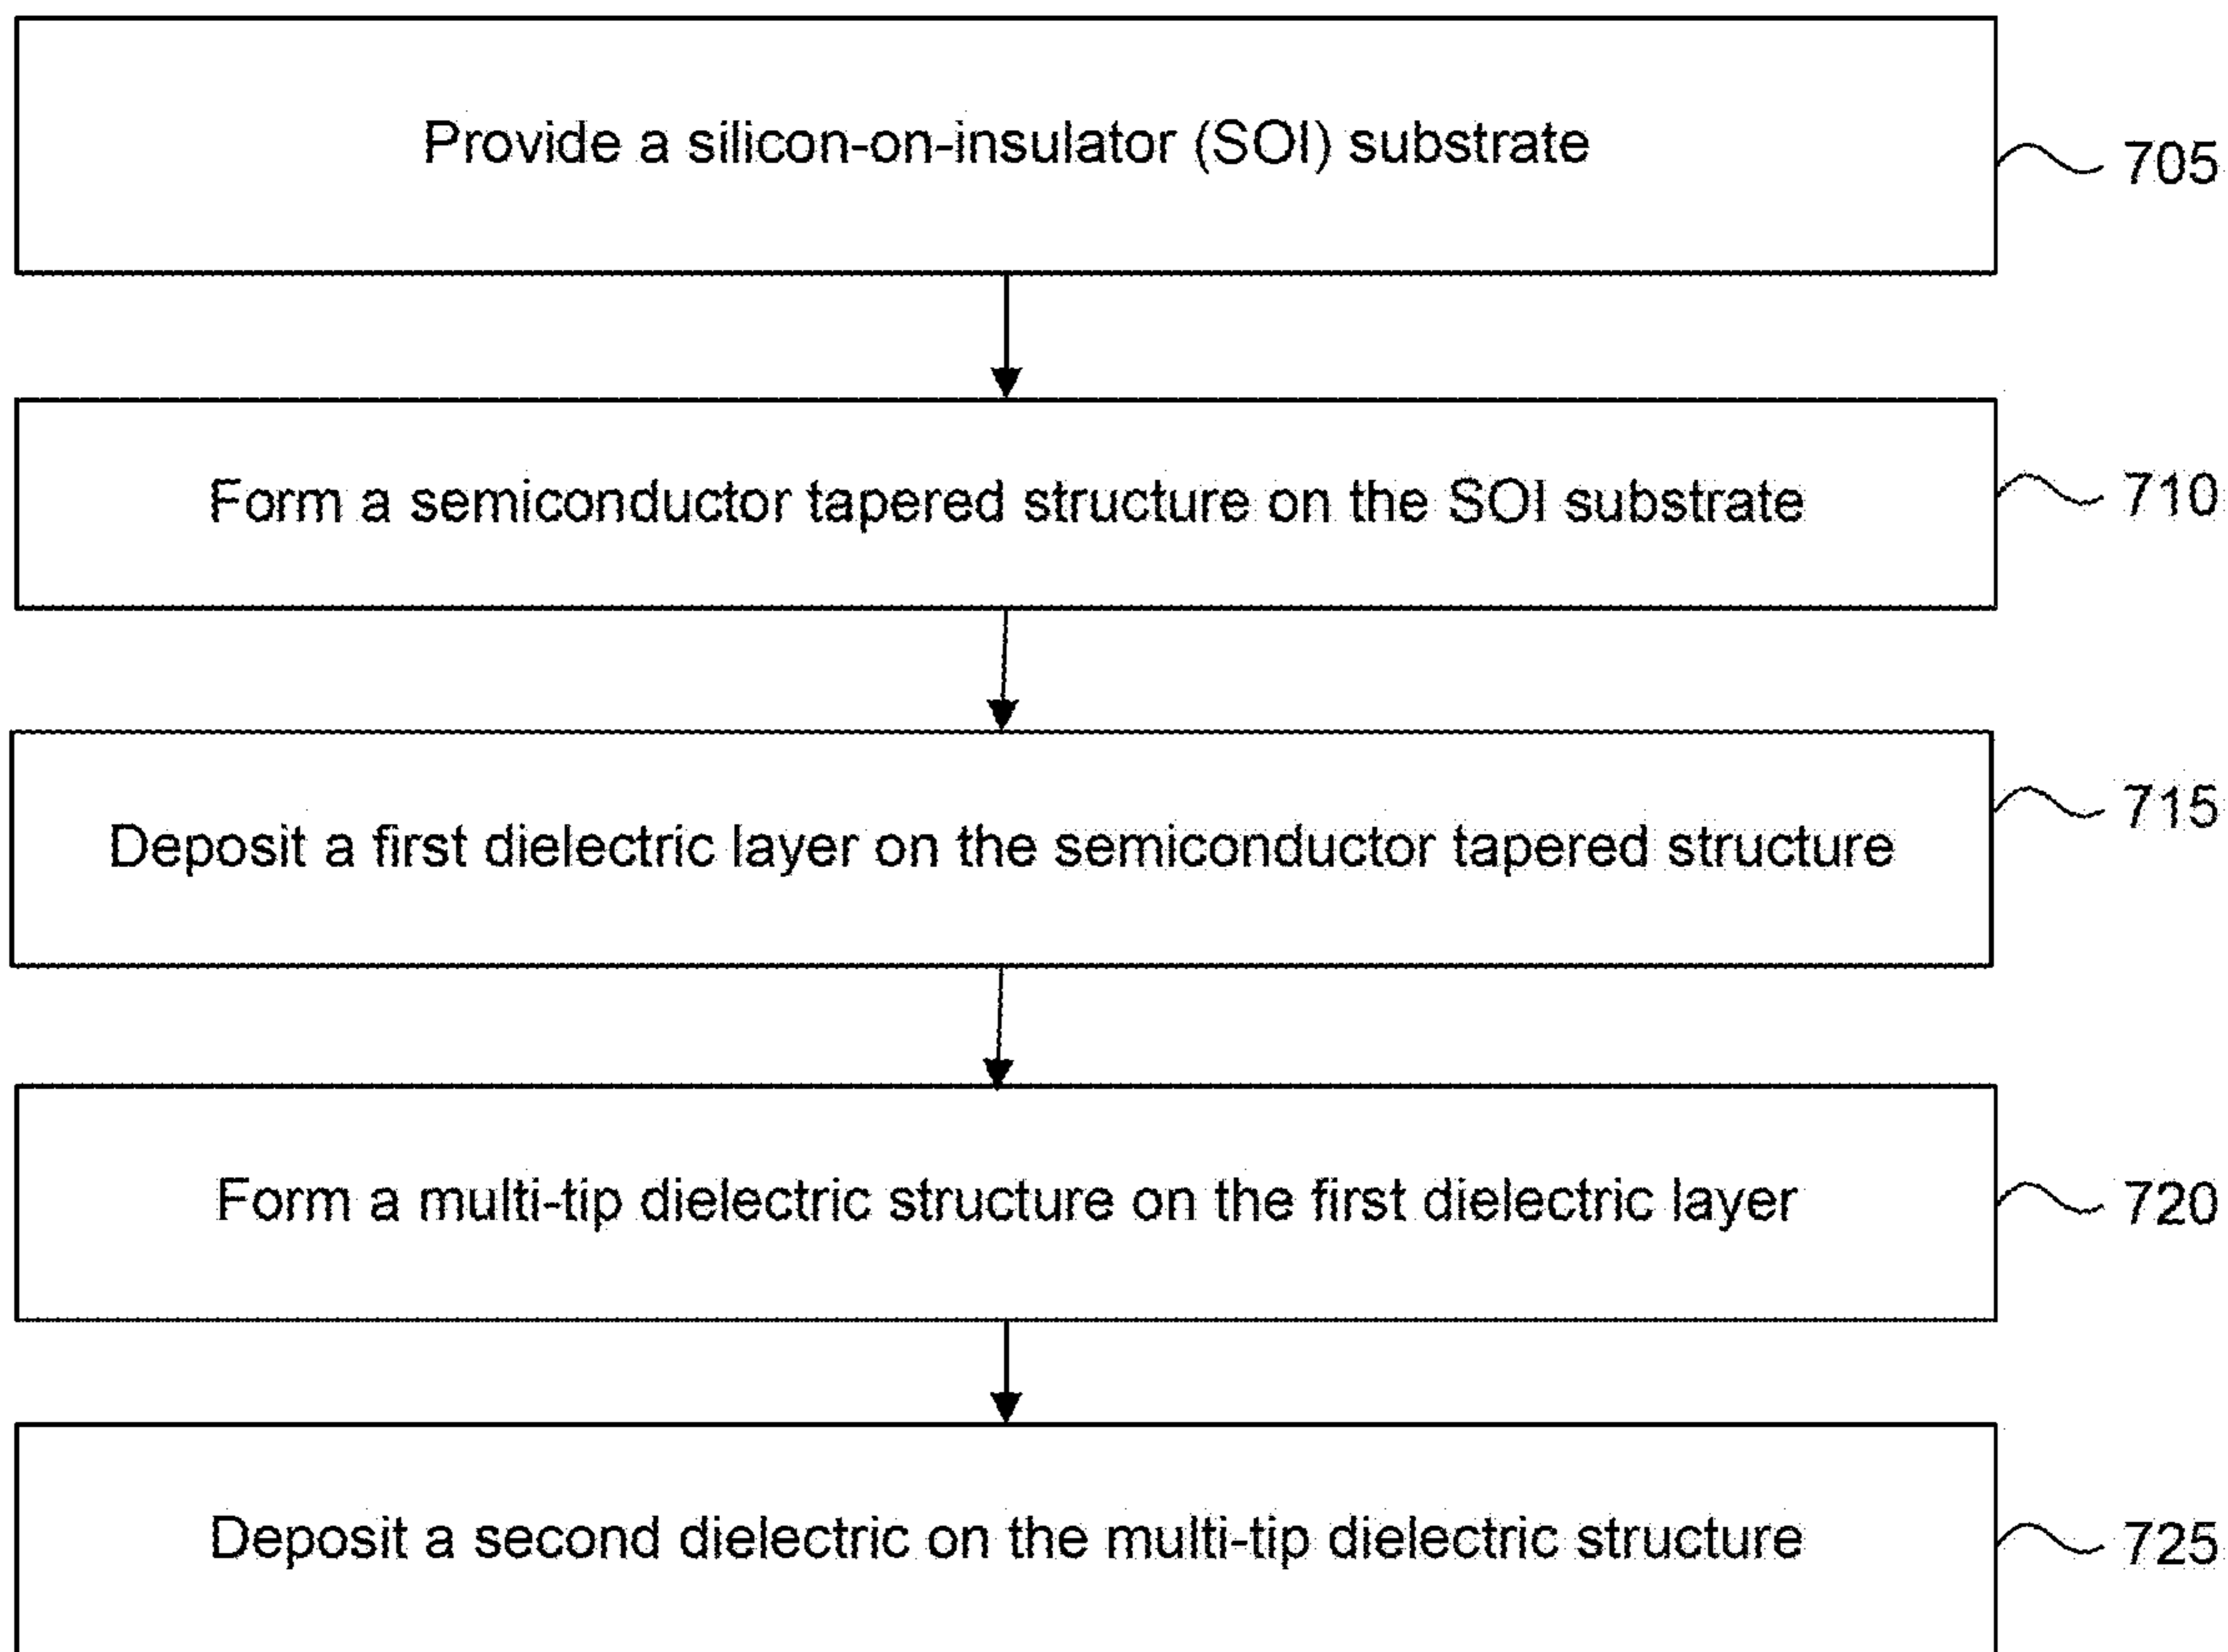 Provide a silicon-on-insulator (SOI) substrate
705
Form a semiconductor tapered structure on the SOI substrate
710
Deposit a first dielectric layer on the semiconductor tapered structure
715
Form a multi-tip dielectric structure on the first dielectric layer
720
Deposit a second dielectric on the multi-tip dielectric structure
725